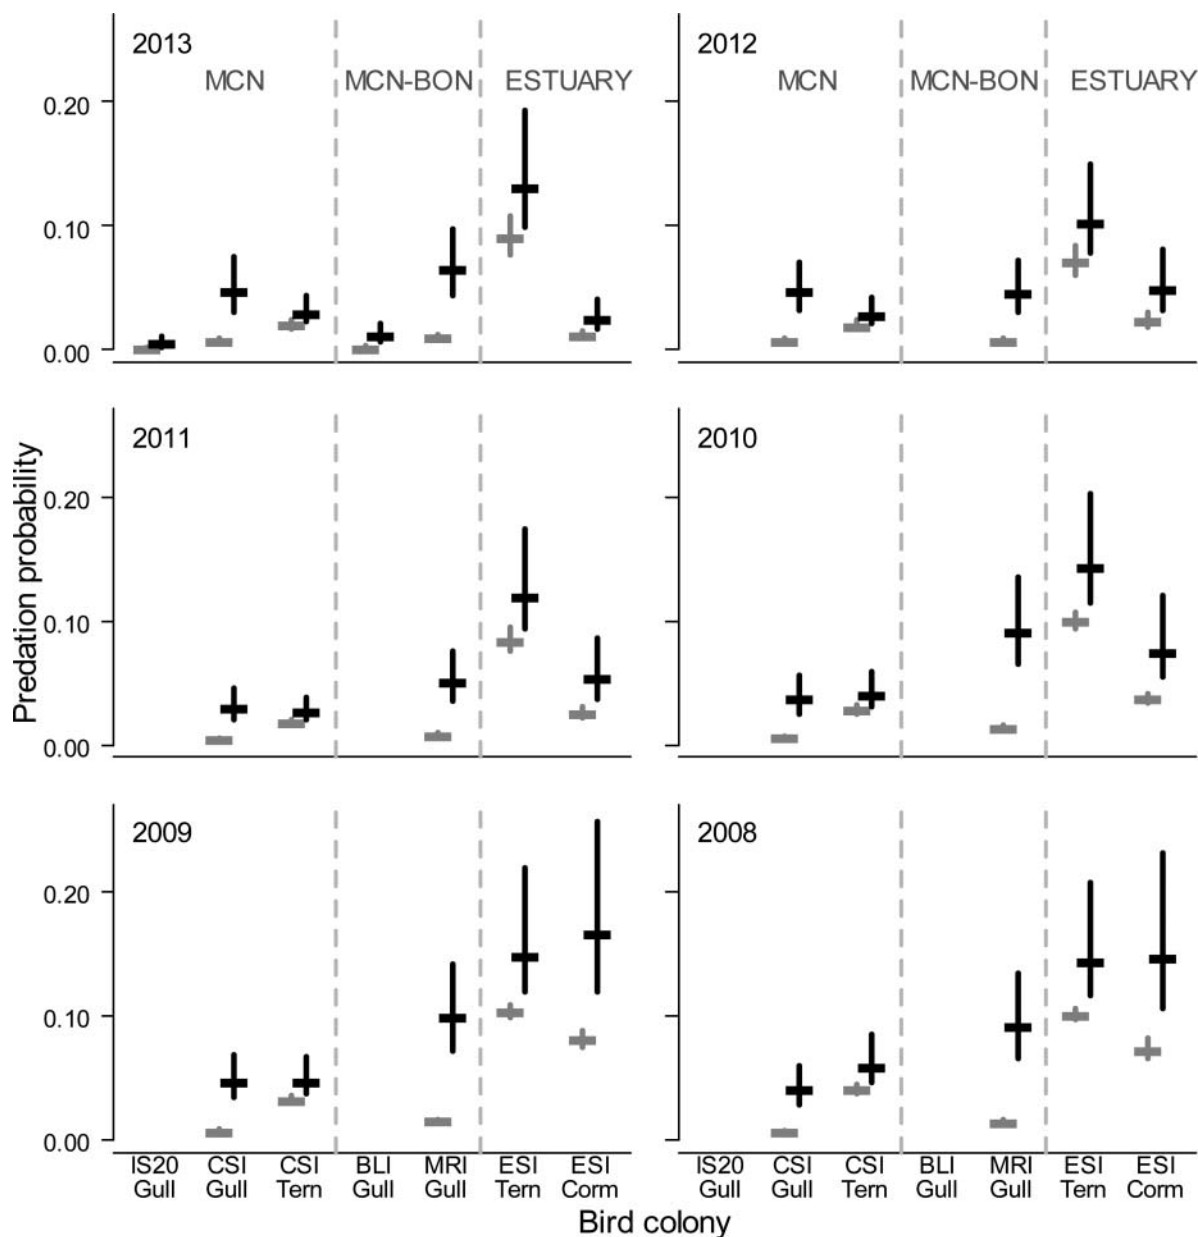 2013
MCN MCN-BON ESTUARY
0.20
0.10
0.00
2012
MCN MCN-BON ESTUARY
2011
0.20
0.10
0.00
2010
Predation probability
2009
0.20
0.10
0.00
IS20 CSI CSI BLI MRI ESI ESI
Gull Gull Tern Gull Gull Tern Corm
2008
IS20 CSI CSI BLI MRI ESI ESI
Gull Gull Tern Gull Gull Tern Corm
Bird colony